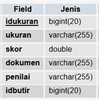 Field Jenis
idukuran bigint(20)
ukuran varchar(255)
skor double
dokumen varchar(255)
penilai varchar(255)
idbutir bigint(20)